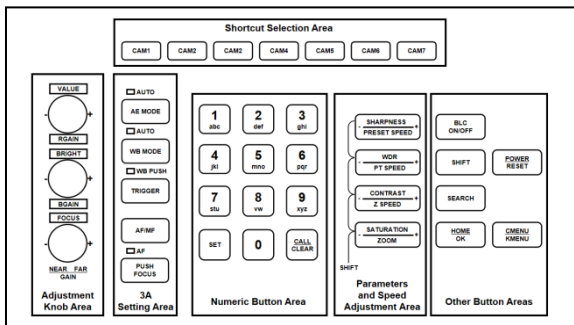 Shortcut Selection Area
CAM1 CAM2 CAM2 CAM4 CAM5 CAM6 CAM7
VALUE
- +
RGAIN
BRIGHT
- +
BGAIN
FOCUS
- +
NEAR FAR
GAIN
Adjustment
Knob Area
AUTO
AE MODE
AUTO
WB MODE
WB PUSH
TRIGGER
AF/MF
AF
PUSH
FOCUS
3A
Setting Area
1 2 3
abc def ghi
4 5 6
jkl mno pqr
7 8 9
stu vw xyz
SET 0 CALL
CLEAR
Numeric Button Area
SHARPNESS
- +
PRESET SPEED
WDR
- +
PT SPEED
CONTRAST
- +
Z SPEED
SATURATION
- +
ZOOM
SHIFT
Parameters
and Speed
Adjustment Area
BLC
ON/OFF
SHIFT POWER
RESET
SEARCH
HOME CMENU
OK KMENU
Other Button Areas